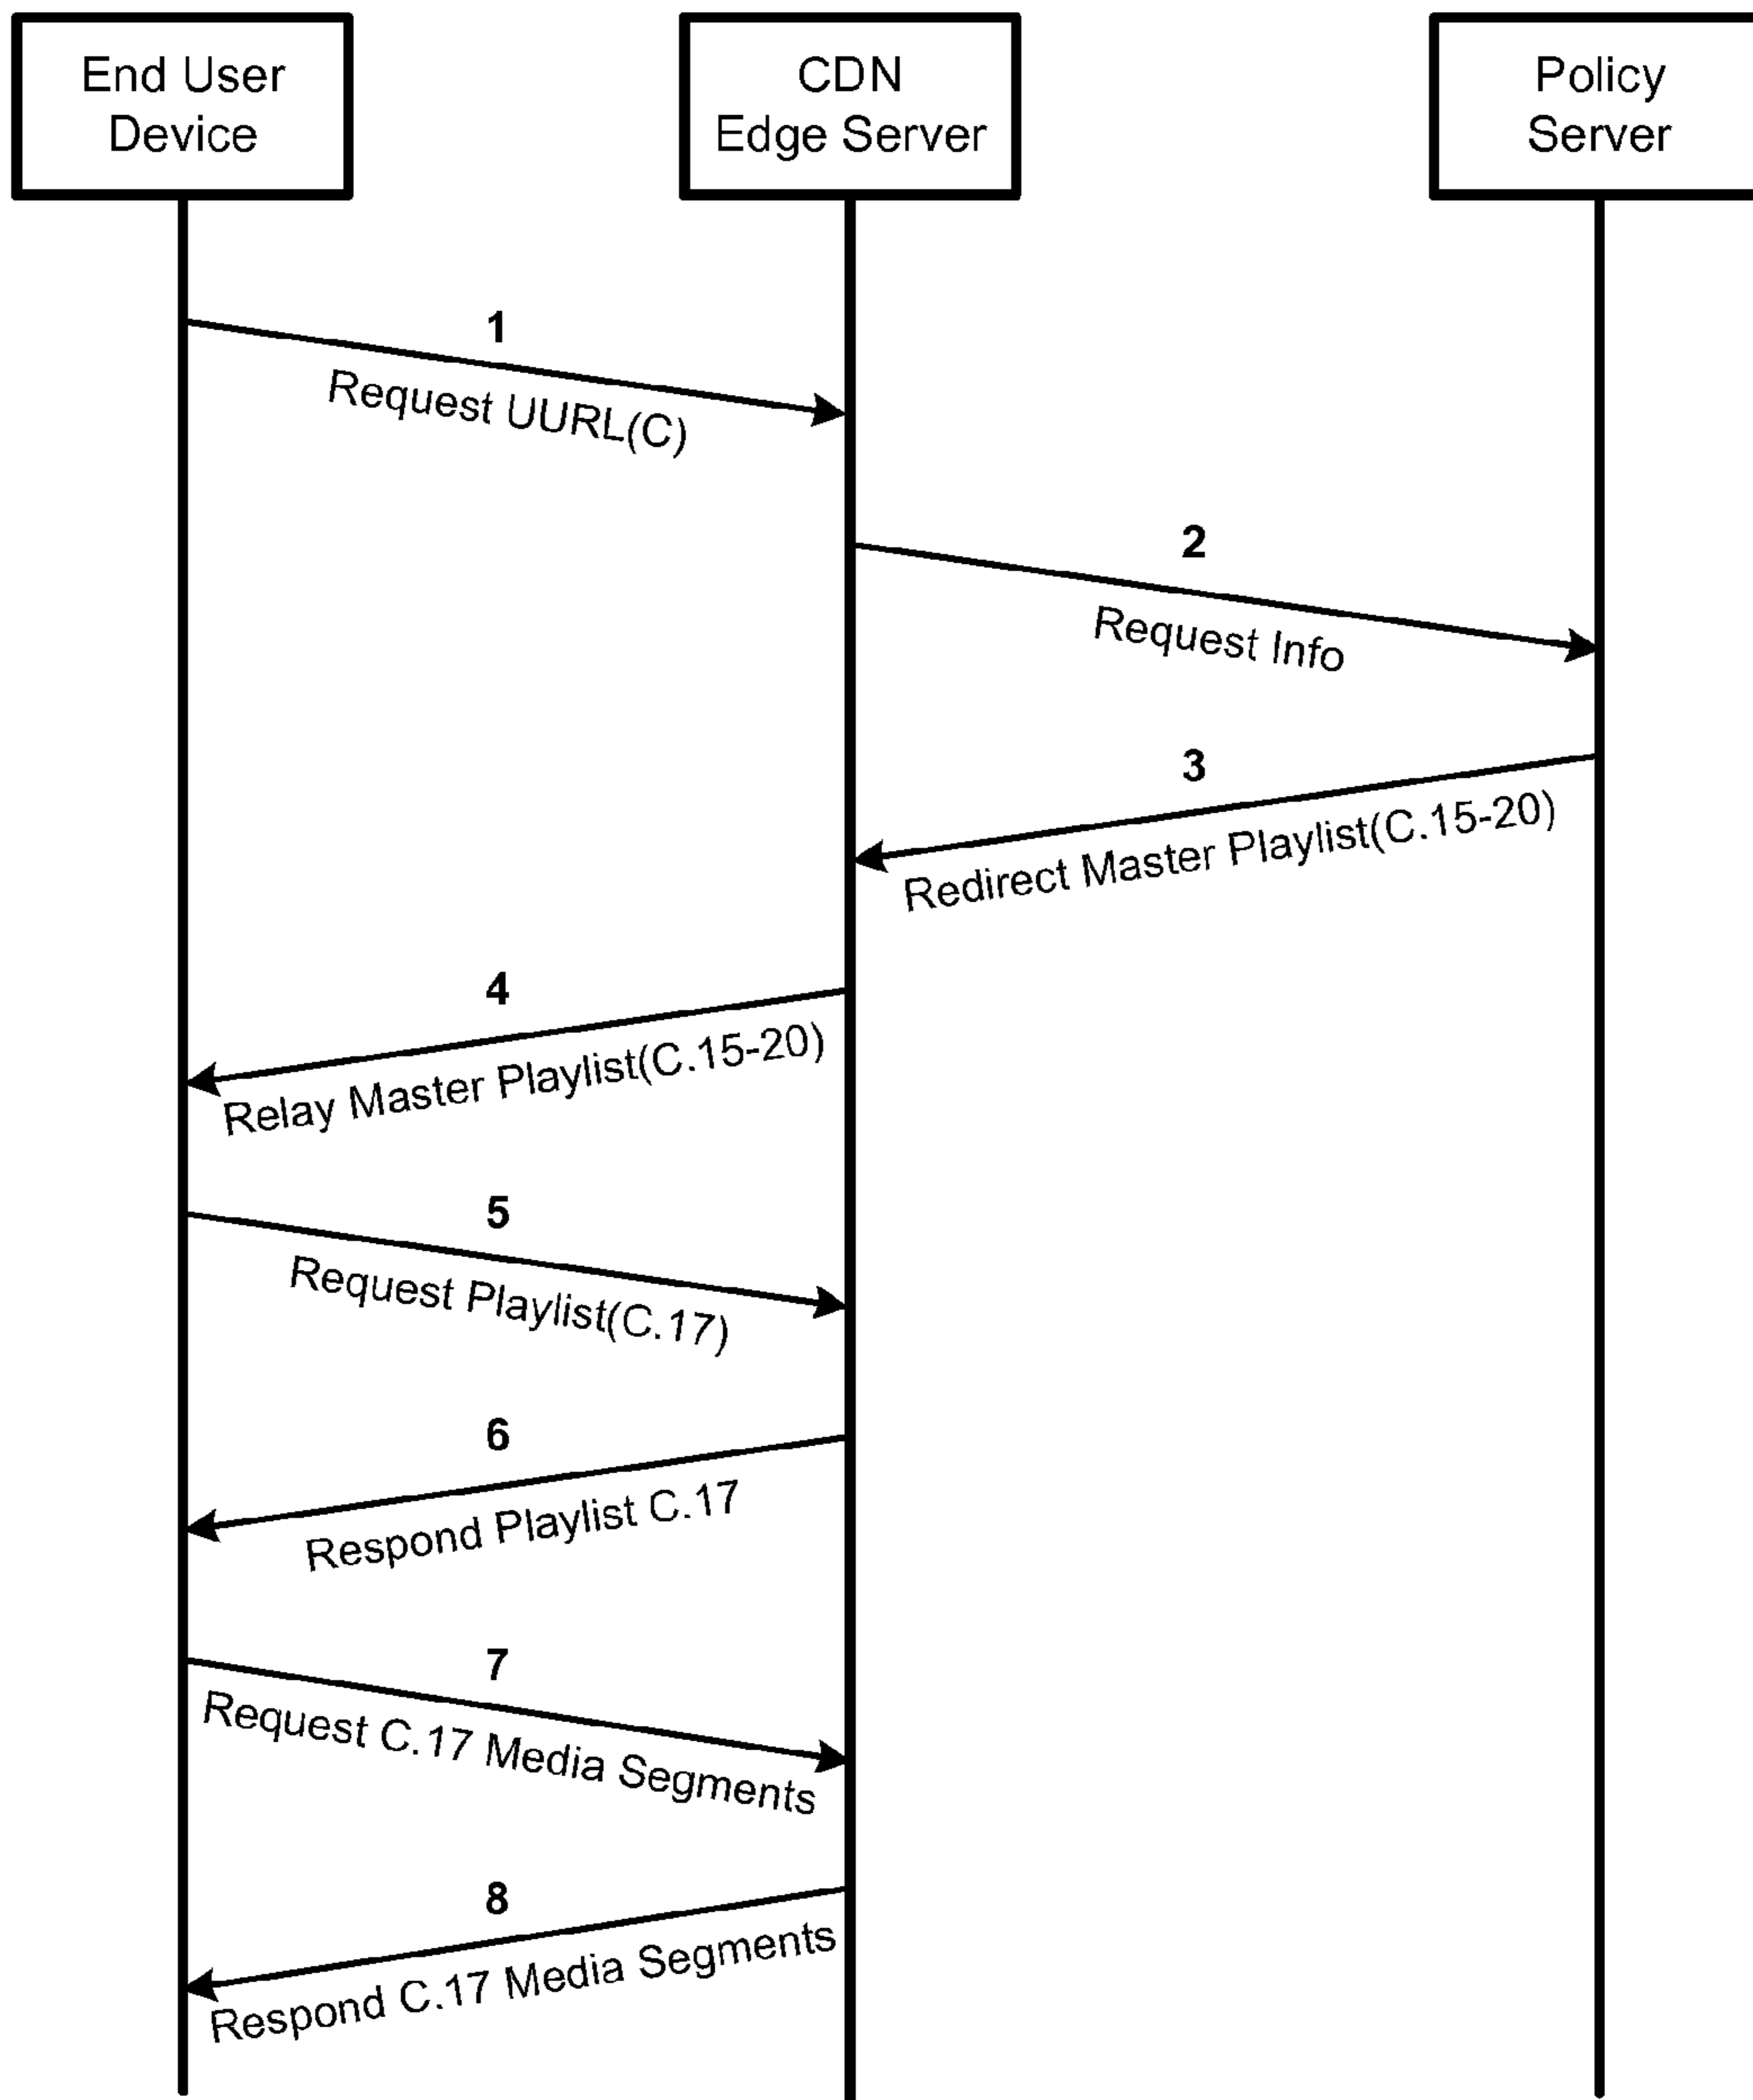 End User
Device
CDN
Edge Server
Policy
Server
1
Request UURL(C)
2
Request Info
3
Redirect Master Playlist(C.15-20)
4
Relay Master Playlist(C.15-20)
5
Request Playlist(C.17)
6
Respond Playlist C.17
7
Request C.17 Media Segments
8
Respond C.17 Media Segments